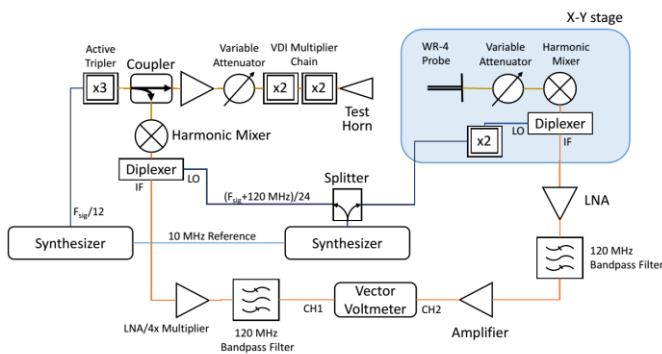 X-Y stage
Active
Tripler
Coupler
Variable
Attenuator
VDI Multiplier
Chain
x3
x2
x2
Test
Horn
WR-4
Probe
Variable
Attenuator
Harmonic
Mixer
Harmonic Mixer
x2
LO
Diplexer
IF
Diplexer
LO
IF
Splitter
(Fsig+120 MHz)/24
LNA
Fsig/12
Synthesizer
10 MHz Reference
Synthesizer
120 MHz
Bandpass Filter
LNA/4x Multiplier
120 MHz
Bandpass Filter
CH1
Vector
Voltmeter
CH2
Amplifier